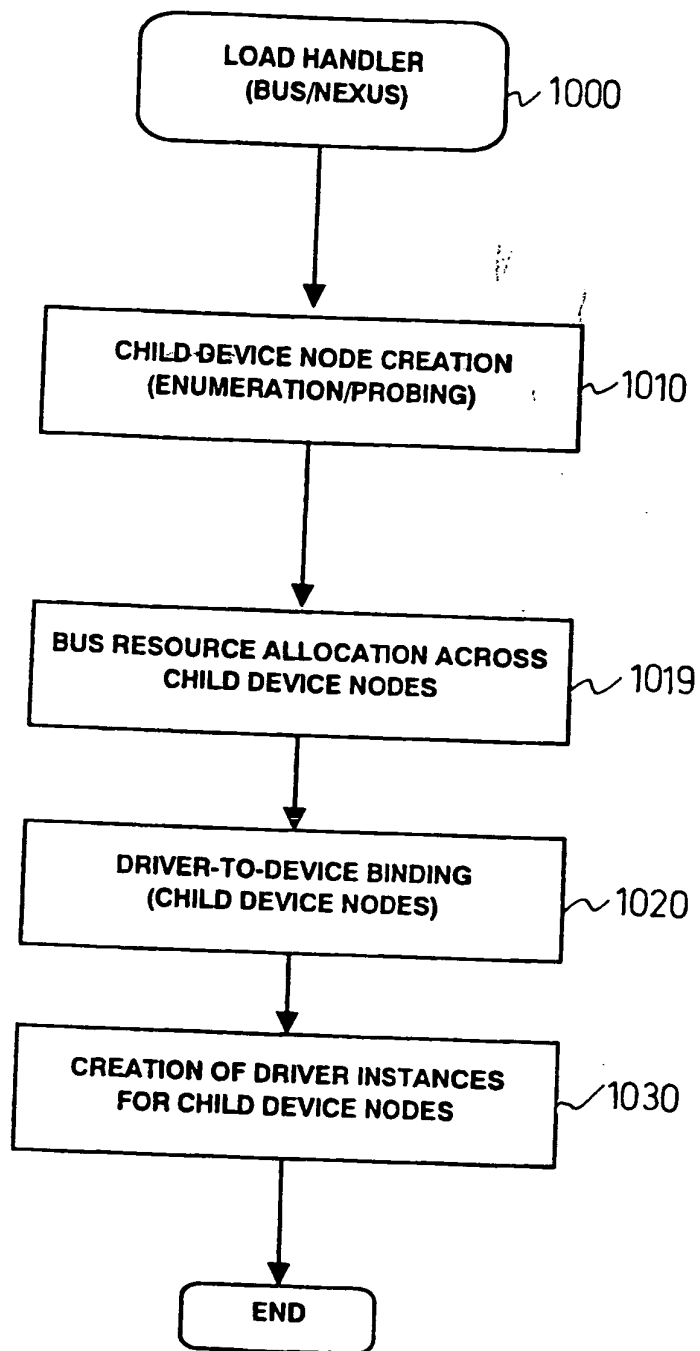 LOAD HANDLER
(BUS/NEXUS)
1000
CHILD DEVICE NODE CREATION
(ENUMERATION/PROBING)
1010
BUS RESOURCE ALLOCATION ACROSS
CHILD DEVICE NODES
1019
DRIVER-TO-DEVICE BINDING
(CHILD DEVICE NODES)
1020
CREATION OF DRIVER INSTANCES
FOR CHILD DEVICE NODES
1030
END